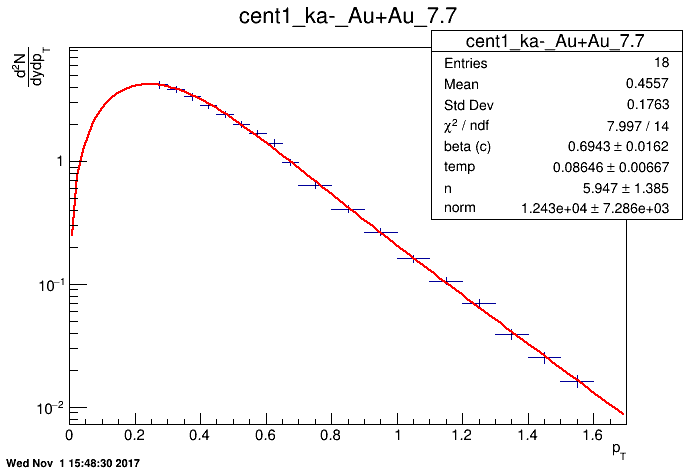 cent1_ka-_Au+Au_7.7
cent1_ka-_Au+Au_7.7
Entries 18
Mean 0.4557
Std Dev 0.1763
χ² / ndf 7.997 / 14
beta (c) 0.6943 ± 0.0162
temp 0.08646 ± 0.00667
n 5.947 ± 1.385
norm 1.243e+04 ± 7.286e+03
d²N
dydp_T
1
10⁻¹
10⁻²
0 0.2 0.4 0.6 0.8 1 1.2 1.4 1.6
p_T
Wed Nov 1 15:48:30 2017